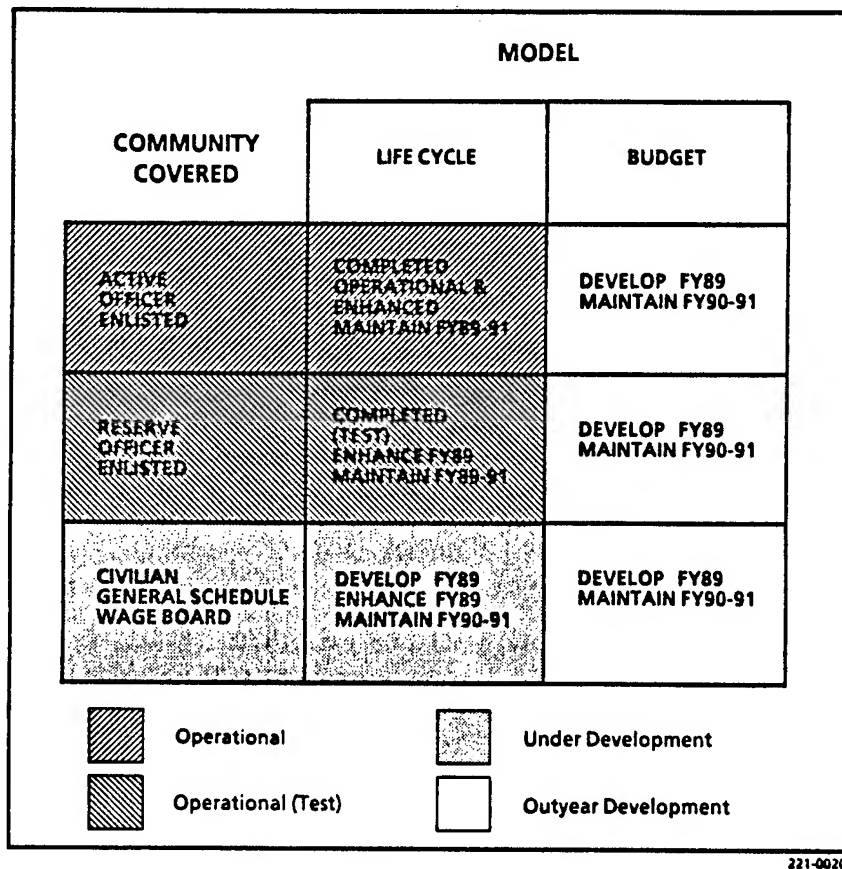 MODEL
COMMUNITY
COVERED
LIFE CYCLE
BUDGET
ACTIVE
OFFICER
ENLISTED
COMPLETED
OPERATIONAL &
ENHANCED
MAINTAIN FY89-91
DEVELOP FY89
MAINTAIN FY90-91
RESERVE
OFFICER
ENLISTED
COMPLETED
(TEST)
ENHANCE FY89
MAINTAIN FY89-91
DEVELOP FY89
MAINTAIN FY90-91
CIVILIAN
GENERAL SCHEDULE
WAGE BOARD
DEVELOP FY89
ENHANCE FY89
MAINTAIN FY90-91
DEVELOP FY89
MAINTAIN FY90-91
Operational
Under Development
Operational (Test)
Outyear Development
221-0020